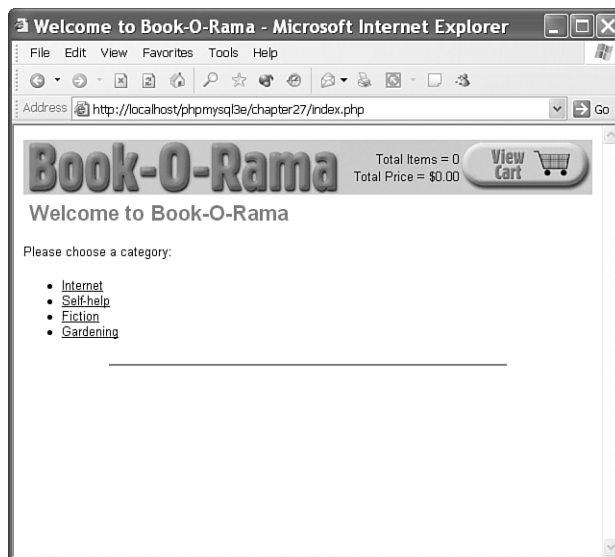 Welcome to Book-O-Rama - Microsoft Internet Explorer
File Edit View Favorites Tools Help
Address http://localhost/phpmysql3e/chapter27/index.php Go
Book-O-Rama
Total Items = 0
Total Price = $0.00
View
Cart
Welcome to Book-O-Rama
Please choose a category:
Internet
Self-help
Fiction
Gardening